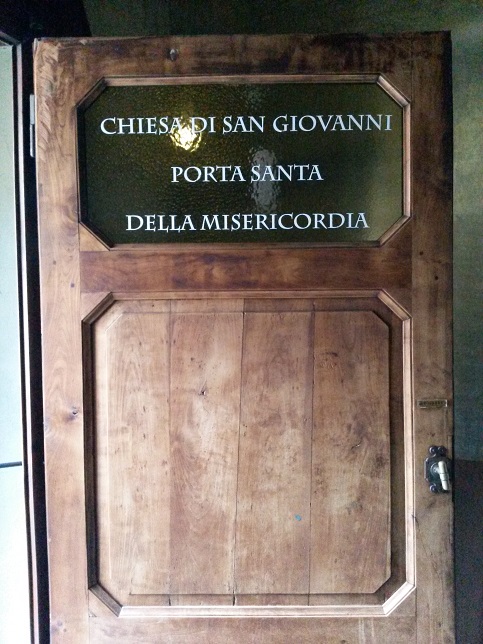 CHIESA DI SAN GIOVANNI
PORTA SANTA
DELLA MISERICORDIA